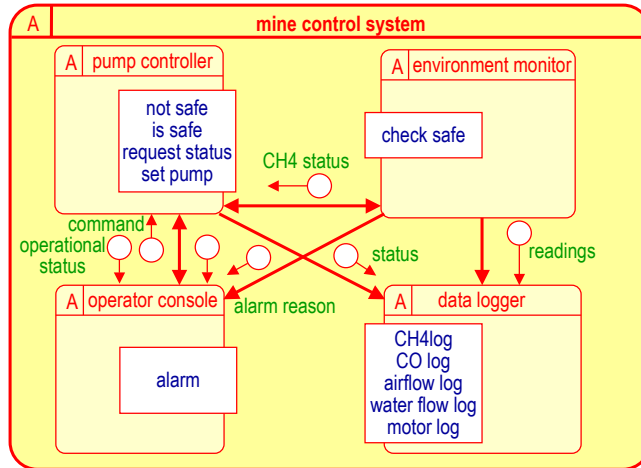 A mine control system
A pump controller
A environment monitor
not safe
is safe
request status
set pump
check safe
CH4 status
command
operational
status
status
readings
A operator console
alarm reason
A data logger
alarm
CH4log
CO log
airflow log
water flow log
motor log